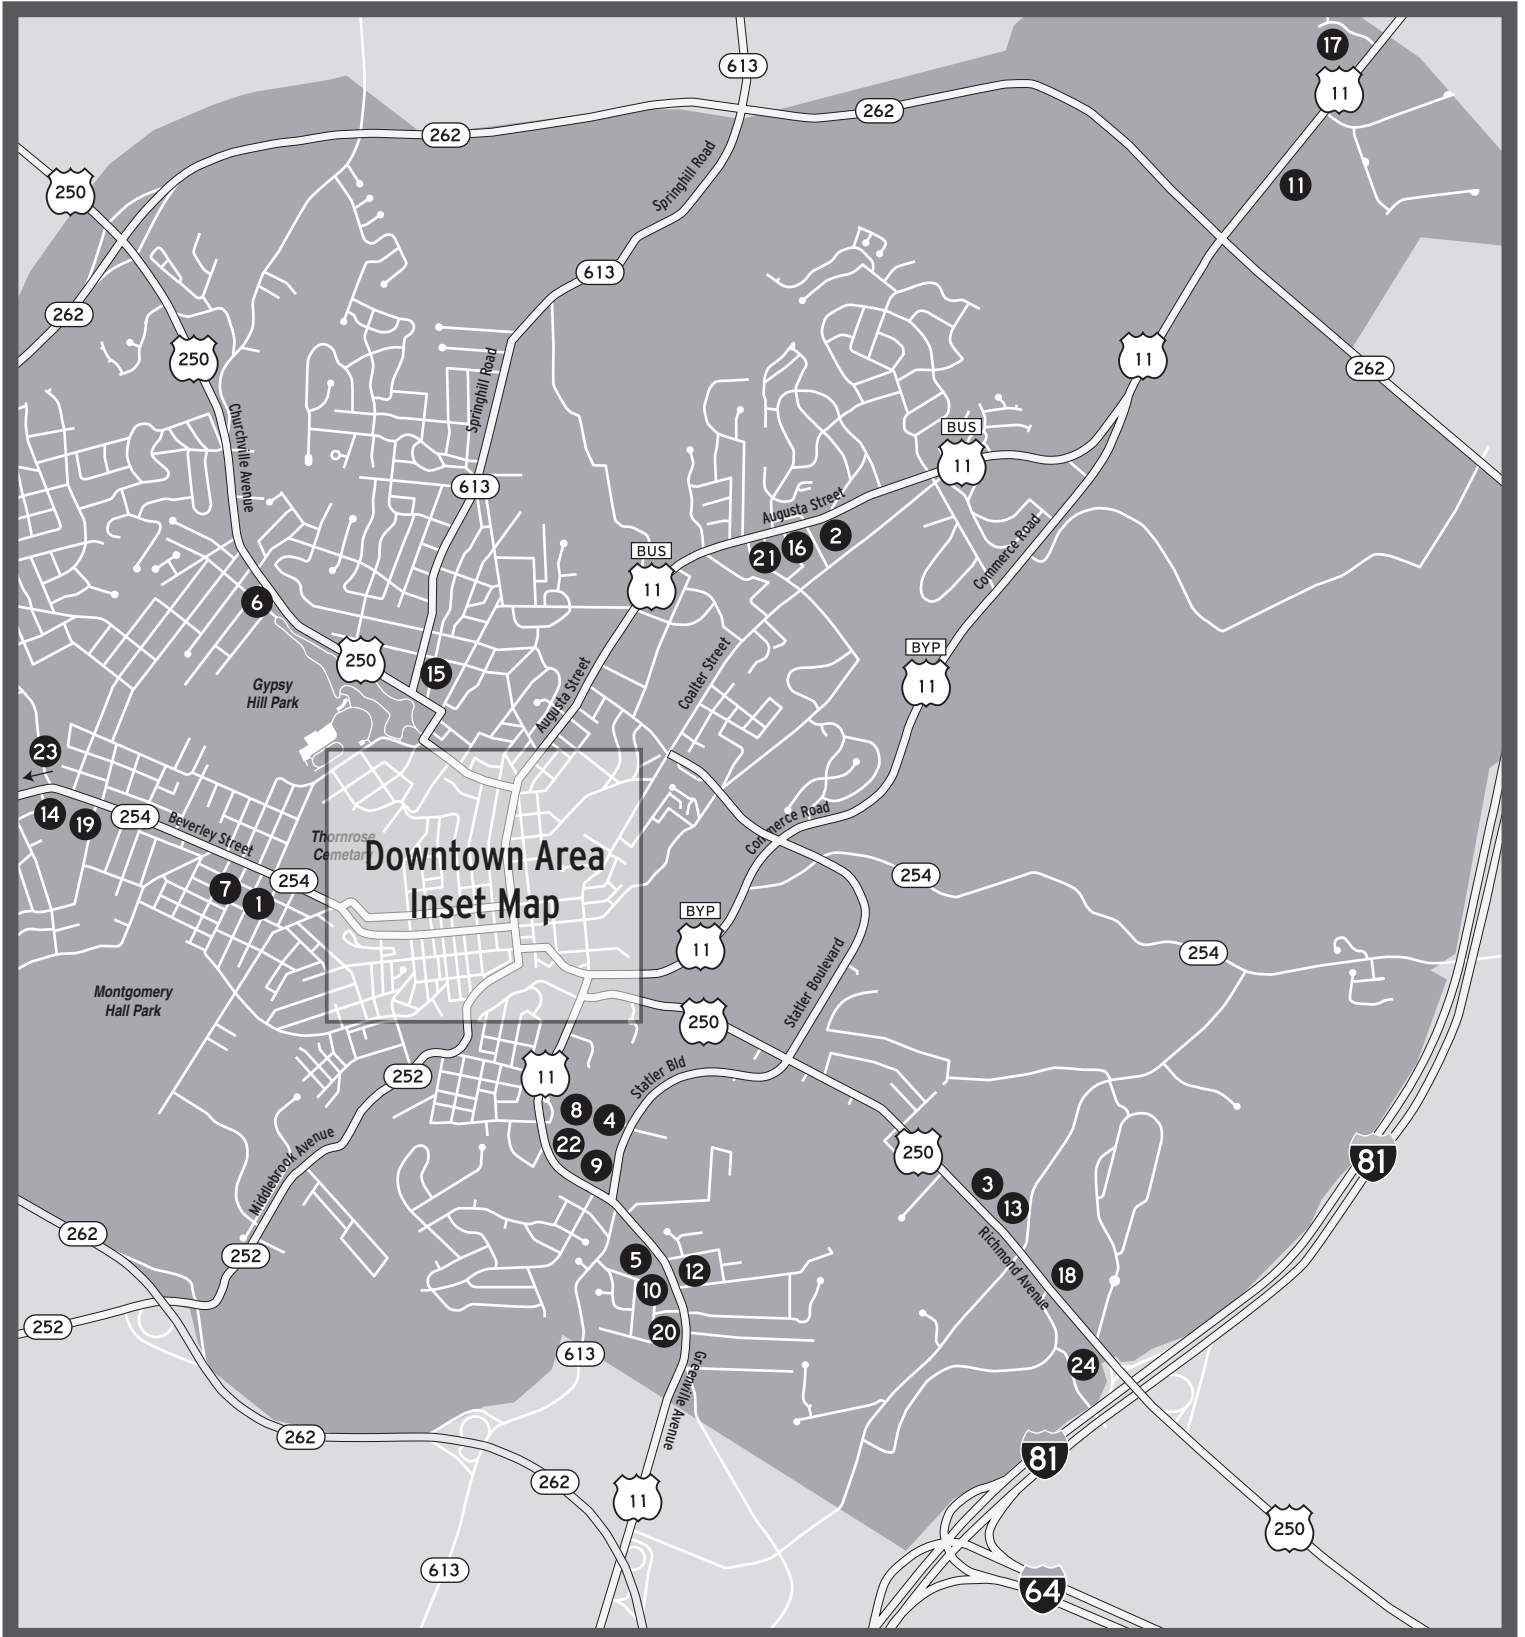 17
613
11
262
262
11
250
Springhill Road
613
262
250
11
262
Springhill Road
Churchville Avenue
BUS
11
613
Augusta Street
2
16
21
BUS
11
Commerce Road
6
250
15
BYP
11
Coalter Street
Augusta Street
Gypsy
Hill Park
23
14
19
254
Beverley Street
Commerce Road
Thornrose
Cemetary
Downtown Area
Inset Map
254
254
7
1
BYP
11
254
Statler Boulevard
Montgomery
Hall Park
250
252
11
Statler Bld
8
4
22
9
250
81
Middlebrook Avenue
3
13
262
252
Richmond Avenue
5
12
10
18
252
20
613
24
Greenville Avenue
262
81
262
11
250
613
64